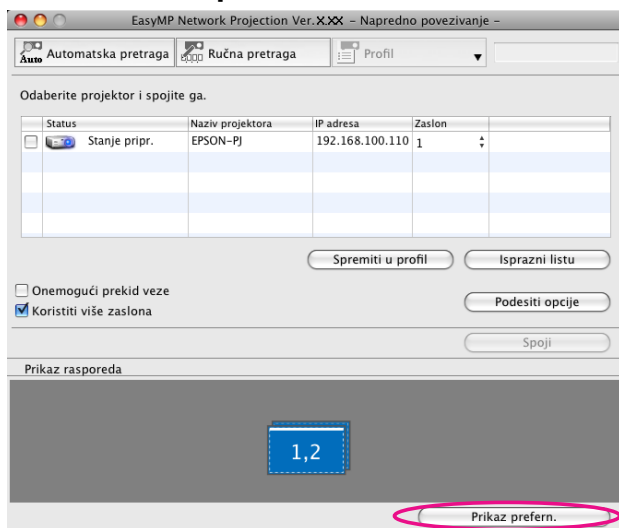 EasyMP Network Projection Ver.X.XX – Napredno povezivanje –
Auto Automatska pretraga Ručna pretraga Profil
Odaberite projektor i spojite ga.
Status Naziv projektora IP adresa Zaslon
Stanje pripr. EPSON-PJ 192.168.100.110 1
Spremiti u profil Isprazni listu
Onemogući prekid veze
Koristiti više zaslona Podesiti opcije
Spoji
Prikaz rasporeda
1,2
Prikaz prefern.